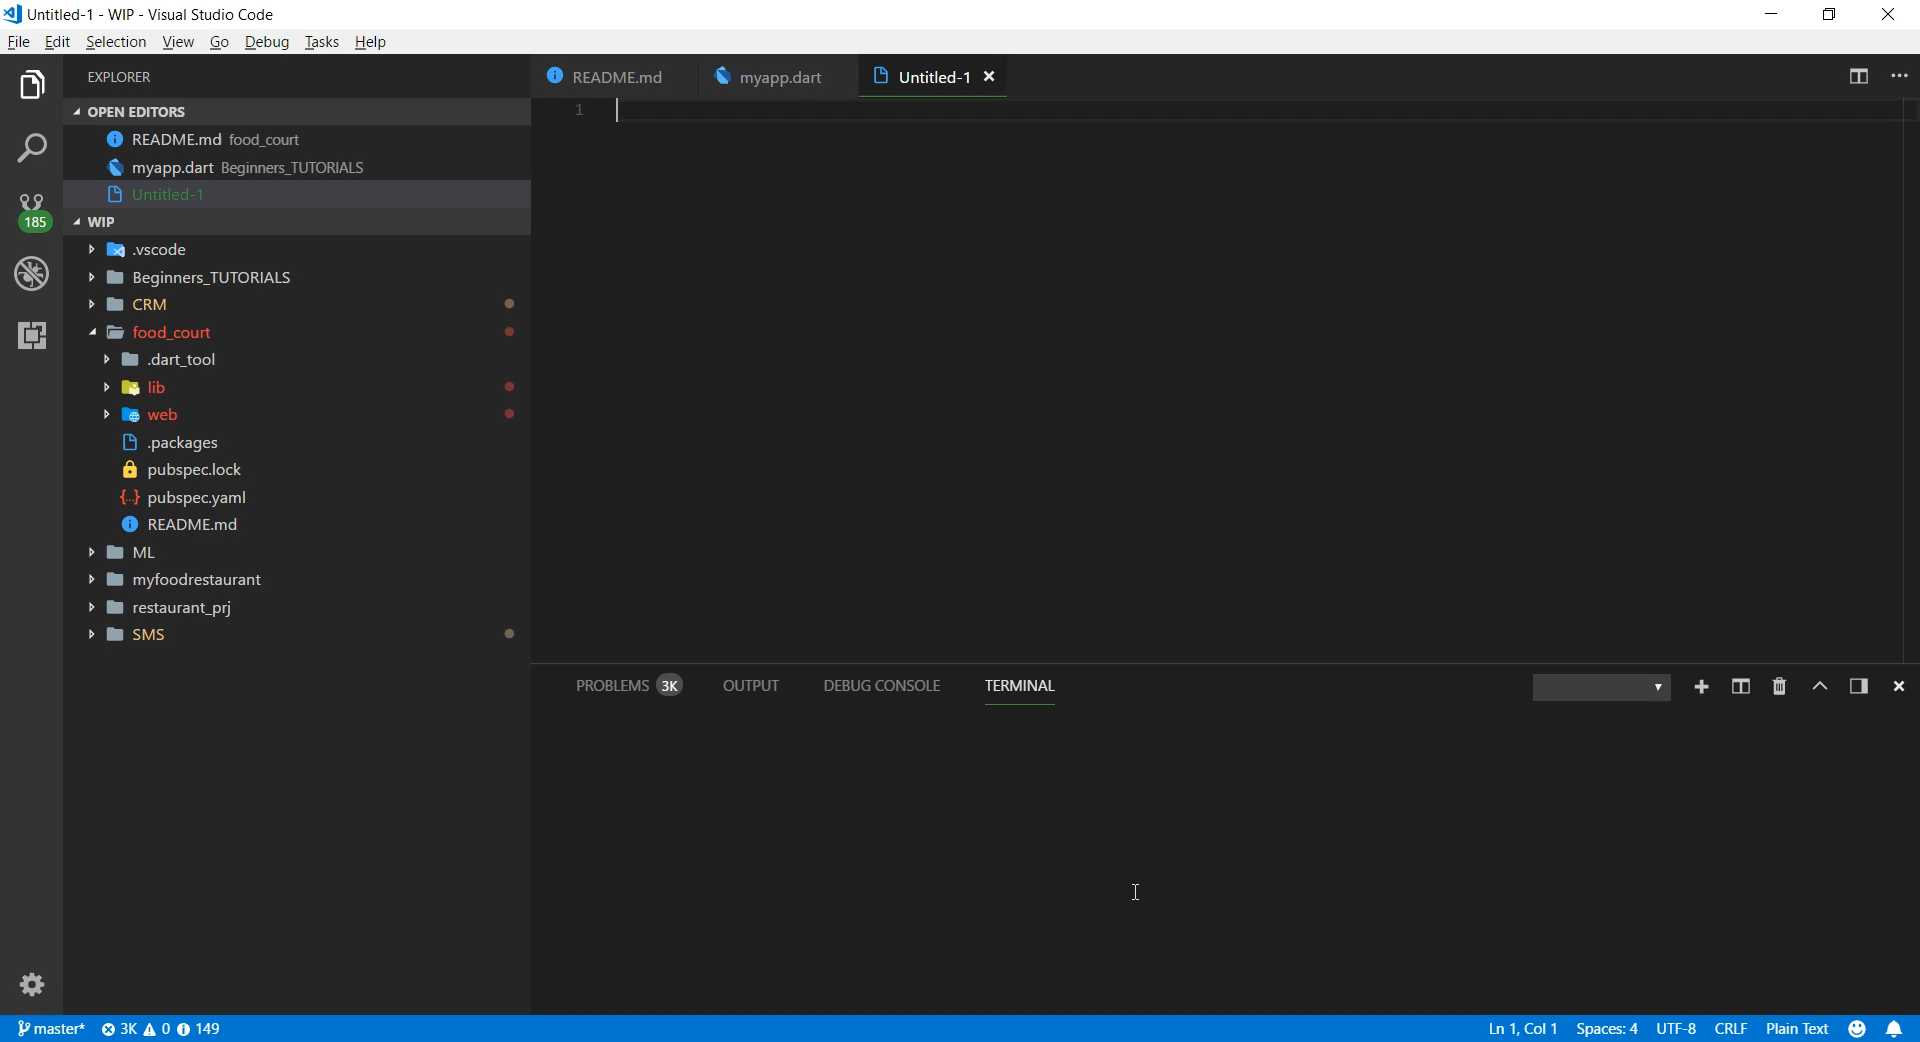 Untitled-1 - WIP - Visual Studio Code
File Edit Selection View Go Debug Tasks Help
EXPLORER
README.md myapp.dart Untitled-1
OPEN EDITORS
1
README.md food_court
myapp.dart Beginners_TUTORIALS
Untitled-1
185
WIP
.vscode
Beginners_TUTORIALS
CRM
food_court
.dart_tool
lib
web
.packages
pubspec.lock
{..} pubspec.yaml
README.md
ML
myfoodrestaurant
restaurant_prj
SMS
PROBLEMS 3K OUTPUT DEBUG CONSOLE TERMINAL
master* 3K 0 149 Ln 1, Col 1 Spaces: 4 UTF-8 CRLF Plain Text